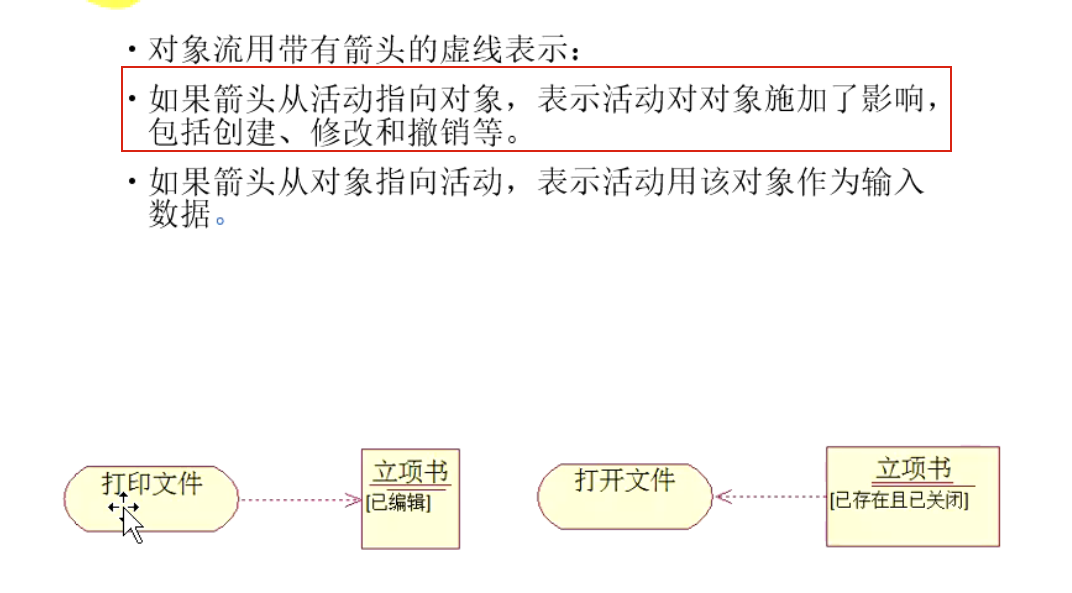 • 对象流用带有箭头的虚线表示：
• 如果箭头从活动指向对象，表示活动对对象施加了影响，
包括创建、修改和撤销等。
• 如果箭头从对象指向活动，表示活动用该对象作为输入
数据。
打印文件
立项书
[已编辑]
打开文件
立项书
[已存在且已关闭]